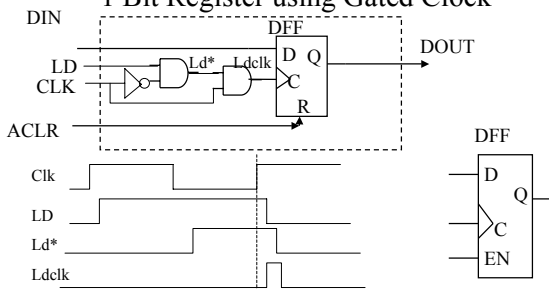 1 Bit Register using Gated Clock
DIN
DFF
D Q
DOUT
LD
Ld*
Ldclk
CLK
C
R
ACLR
DFF
Clk
D
Q
LD
C
Ld*
EN
Ldclk